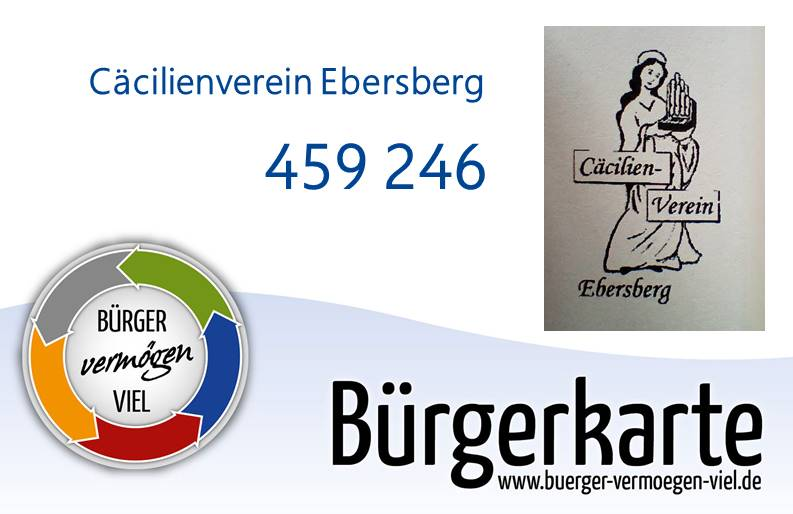 Cäcilienverein Ebersberg
459 246
Cäcilien-
Verein
Ebersberg
BÜRGER
vermögen
VIEL
Bürgerkarte
www.buerger-vermoegen-viel.de